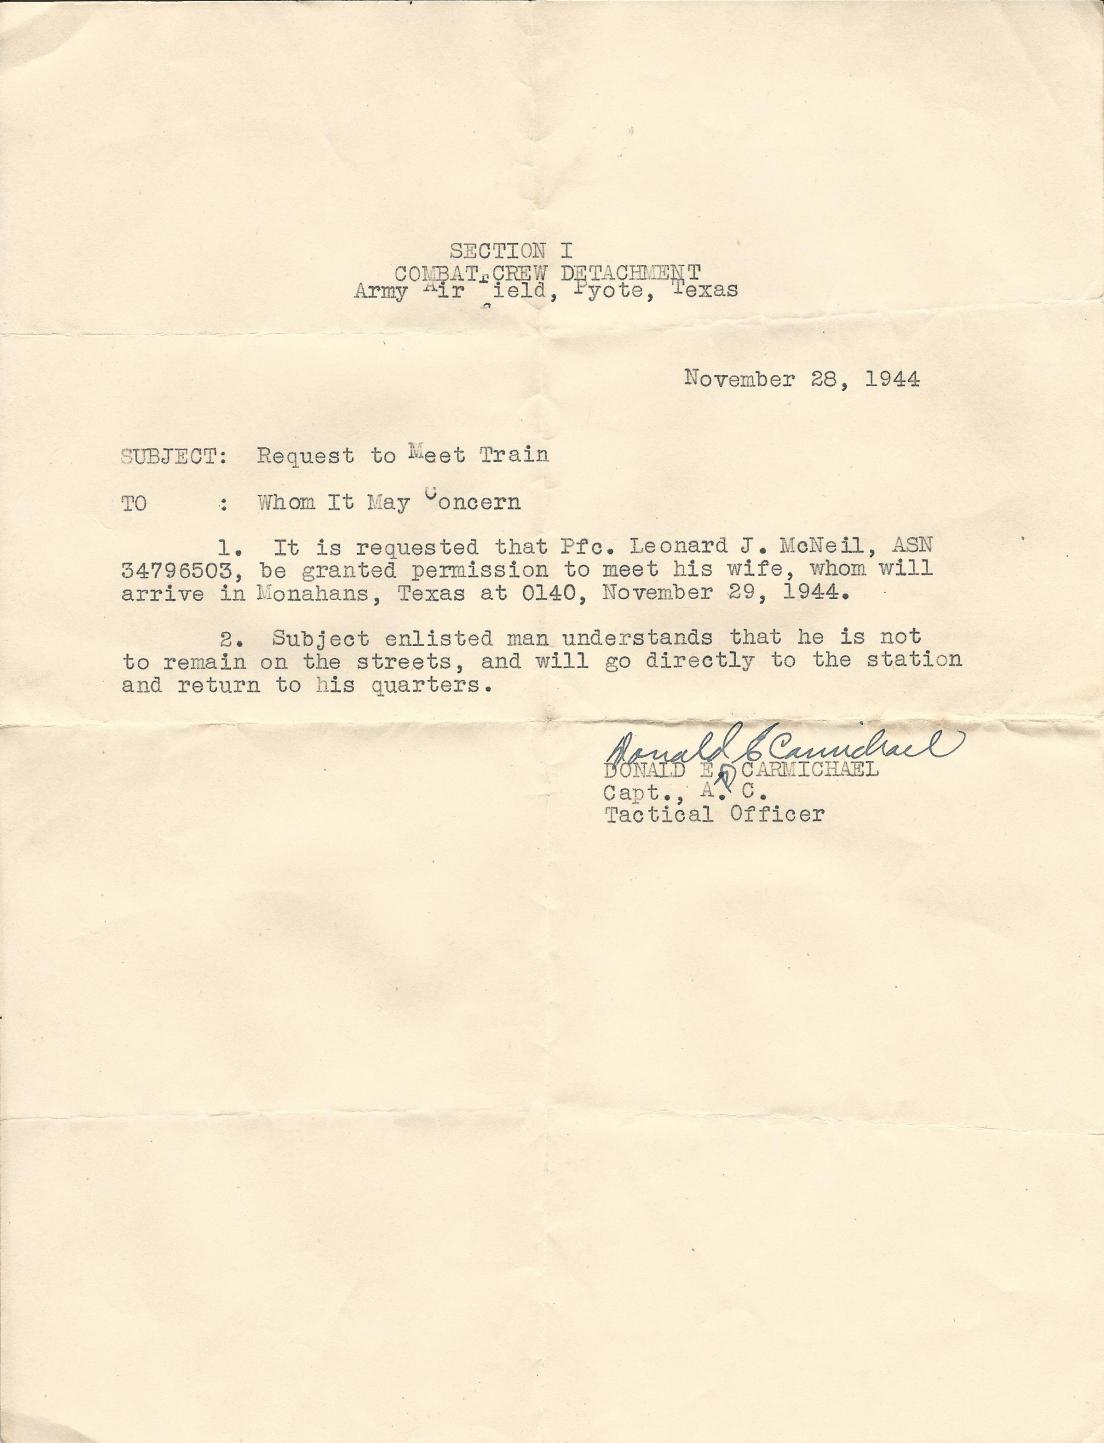 SECTION I
COMBAT CREW DETACHMENT
Army Air Field, Pyote, Texas
November 28, 1944
SUBJECT: Request to Meet Train
TO : Whom It May Concern
1. It is requested that Pfc. Leonard J. McNeil, ASN
34796503, be granted permission to meet his wife, whom will
arrive in Monahans, Texas at 0140, November 29, 1944.
2. Subject enlisted man understands that he is not
to remain on the streets, and will go directly to the station
and return to his quarters.
Donald E Carmichael
DONALD E. CARMICHAEL
Capt., A. C.
Tactical Officer